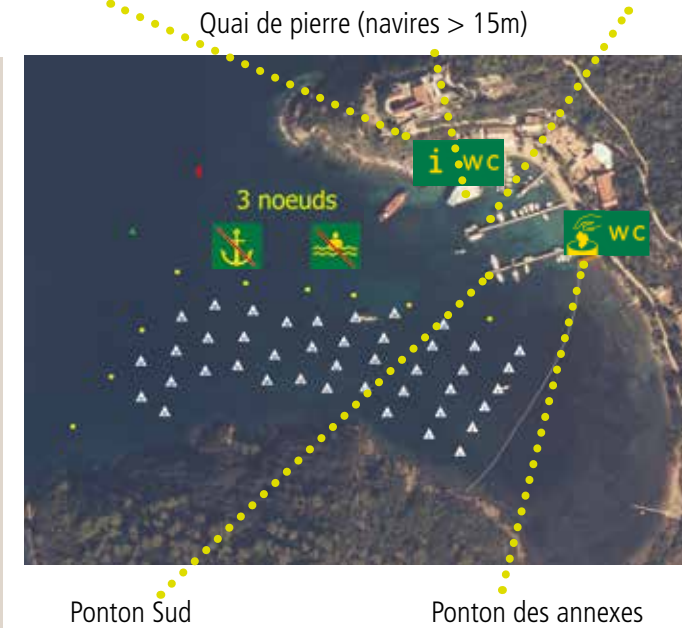 Quai de pierre (navires > 15m)
i wc
3 noeuds
wc
Ponton Sud
Ponton des annexes